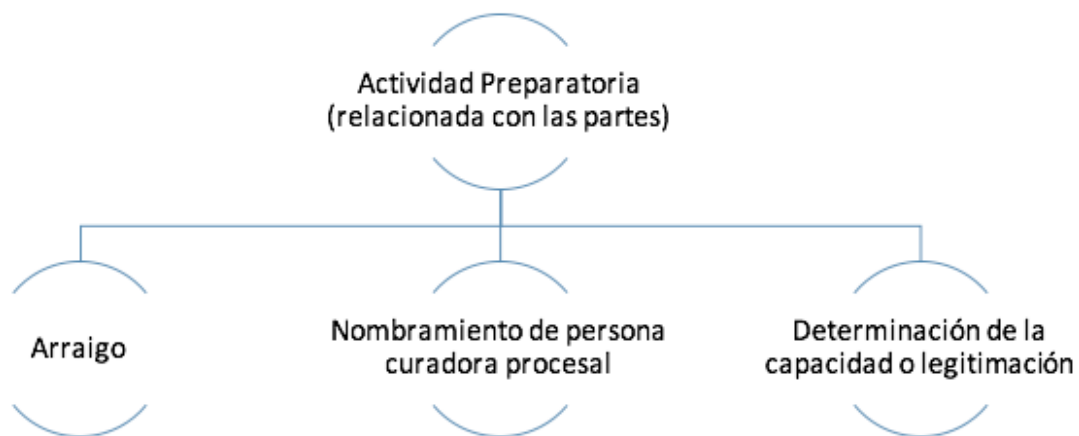 Actividad Preparatoria
(relacionada con las partes)
Arraigo
Nombramiento de persona
curadora procesal
Determinación de la
capacidad o legitimación